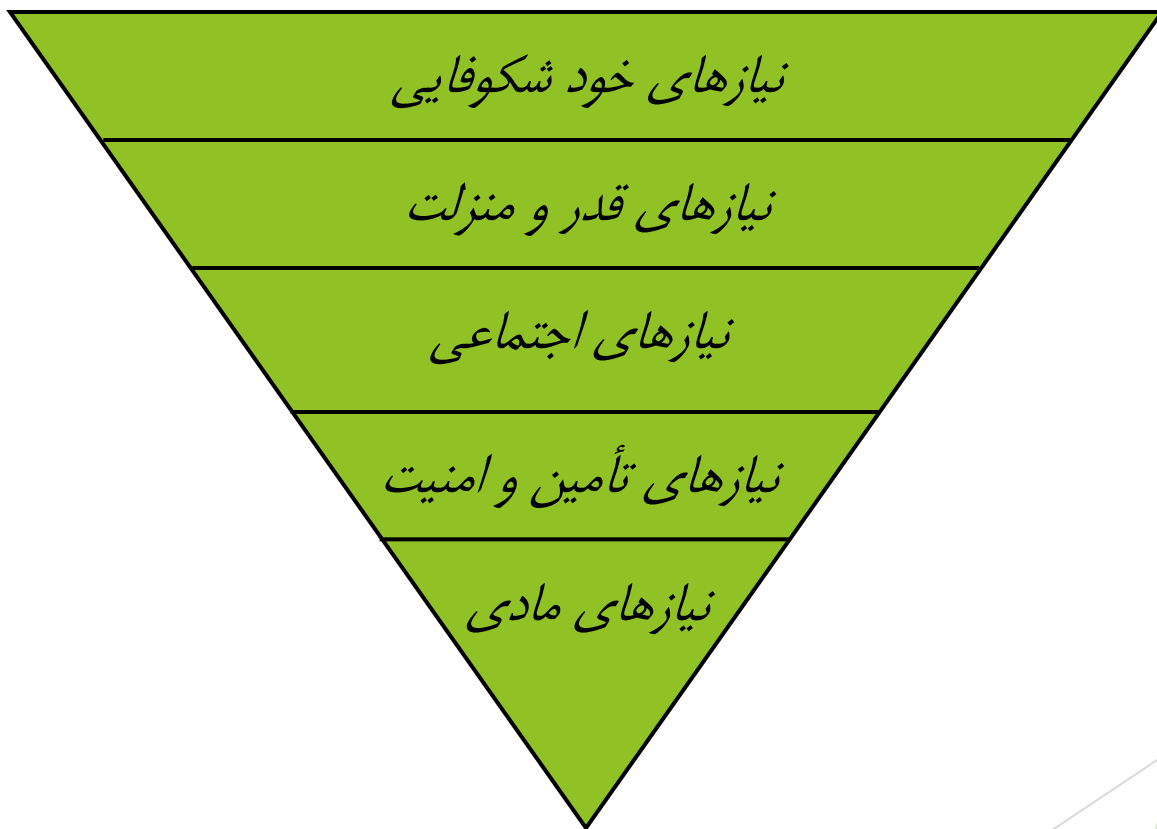 نیازهای خود شکوفایی
نیازهای قدر و منزلت
نیازهای اجتماعی
نیازهای تأمین و امنیت
نیازهای مادی